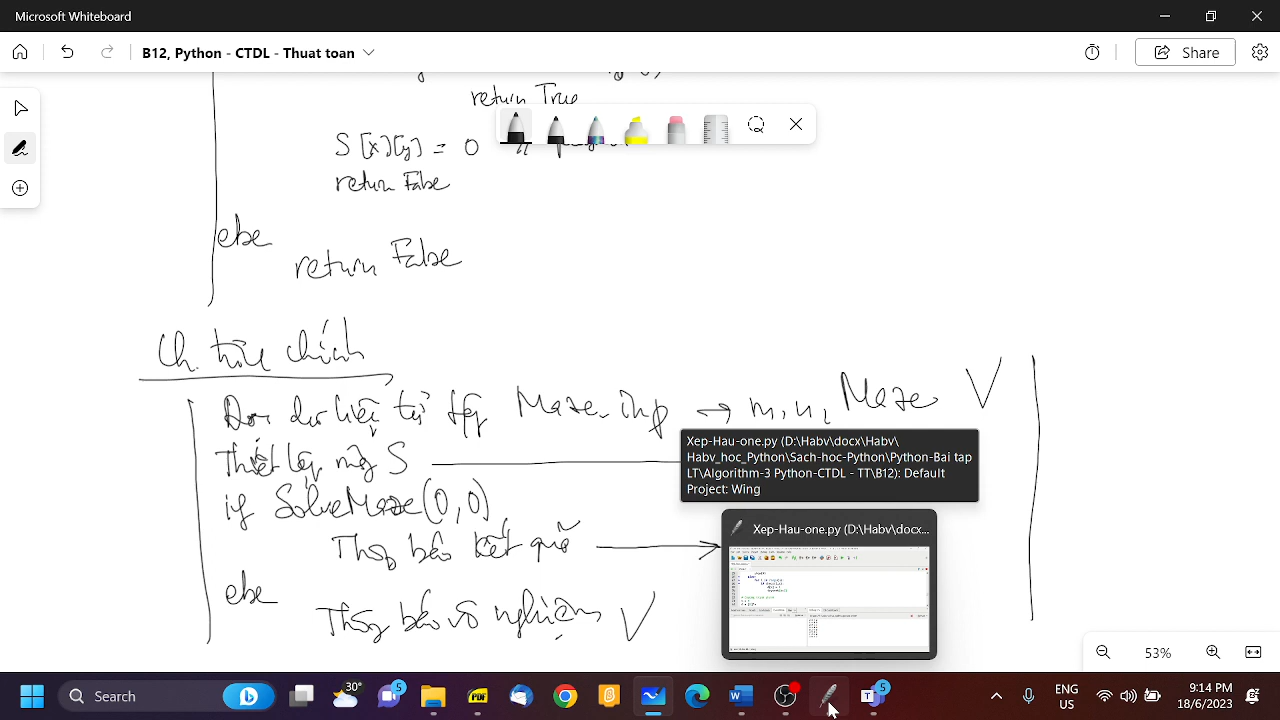 Microsoft Whiteboard
B12, Python - CTDL - Thuat toan
Share
return True
S[x][y] = 0
return False
else
return False
Ch. trình chính
Đọc dữ liệu từ tệp Maze.inp → m, n, Maze V
Thiết lập mảng S
if SolveMaze(0,0)
Thông báo kết quả
else
Thông báo vô nghiệm V
Xep-Hau-one.py (D:\Habv\docx\Habv\
Habv_hoc_Python\Sach-hoc-Python\Python-Bai tap
LT\Algorithm-3 Python-CTDL - TT\B12): Default
Project: Wing
Xep-Hau-one.py (D:\Habv\docx...
53%
Search
30°
5
PDF
5
ENG
YENI
9:14 PM
18/6/2023